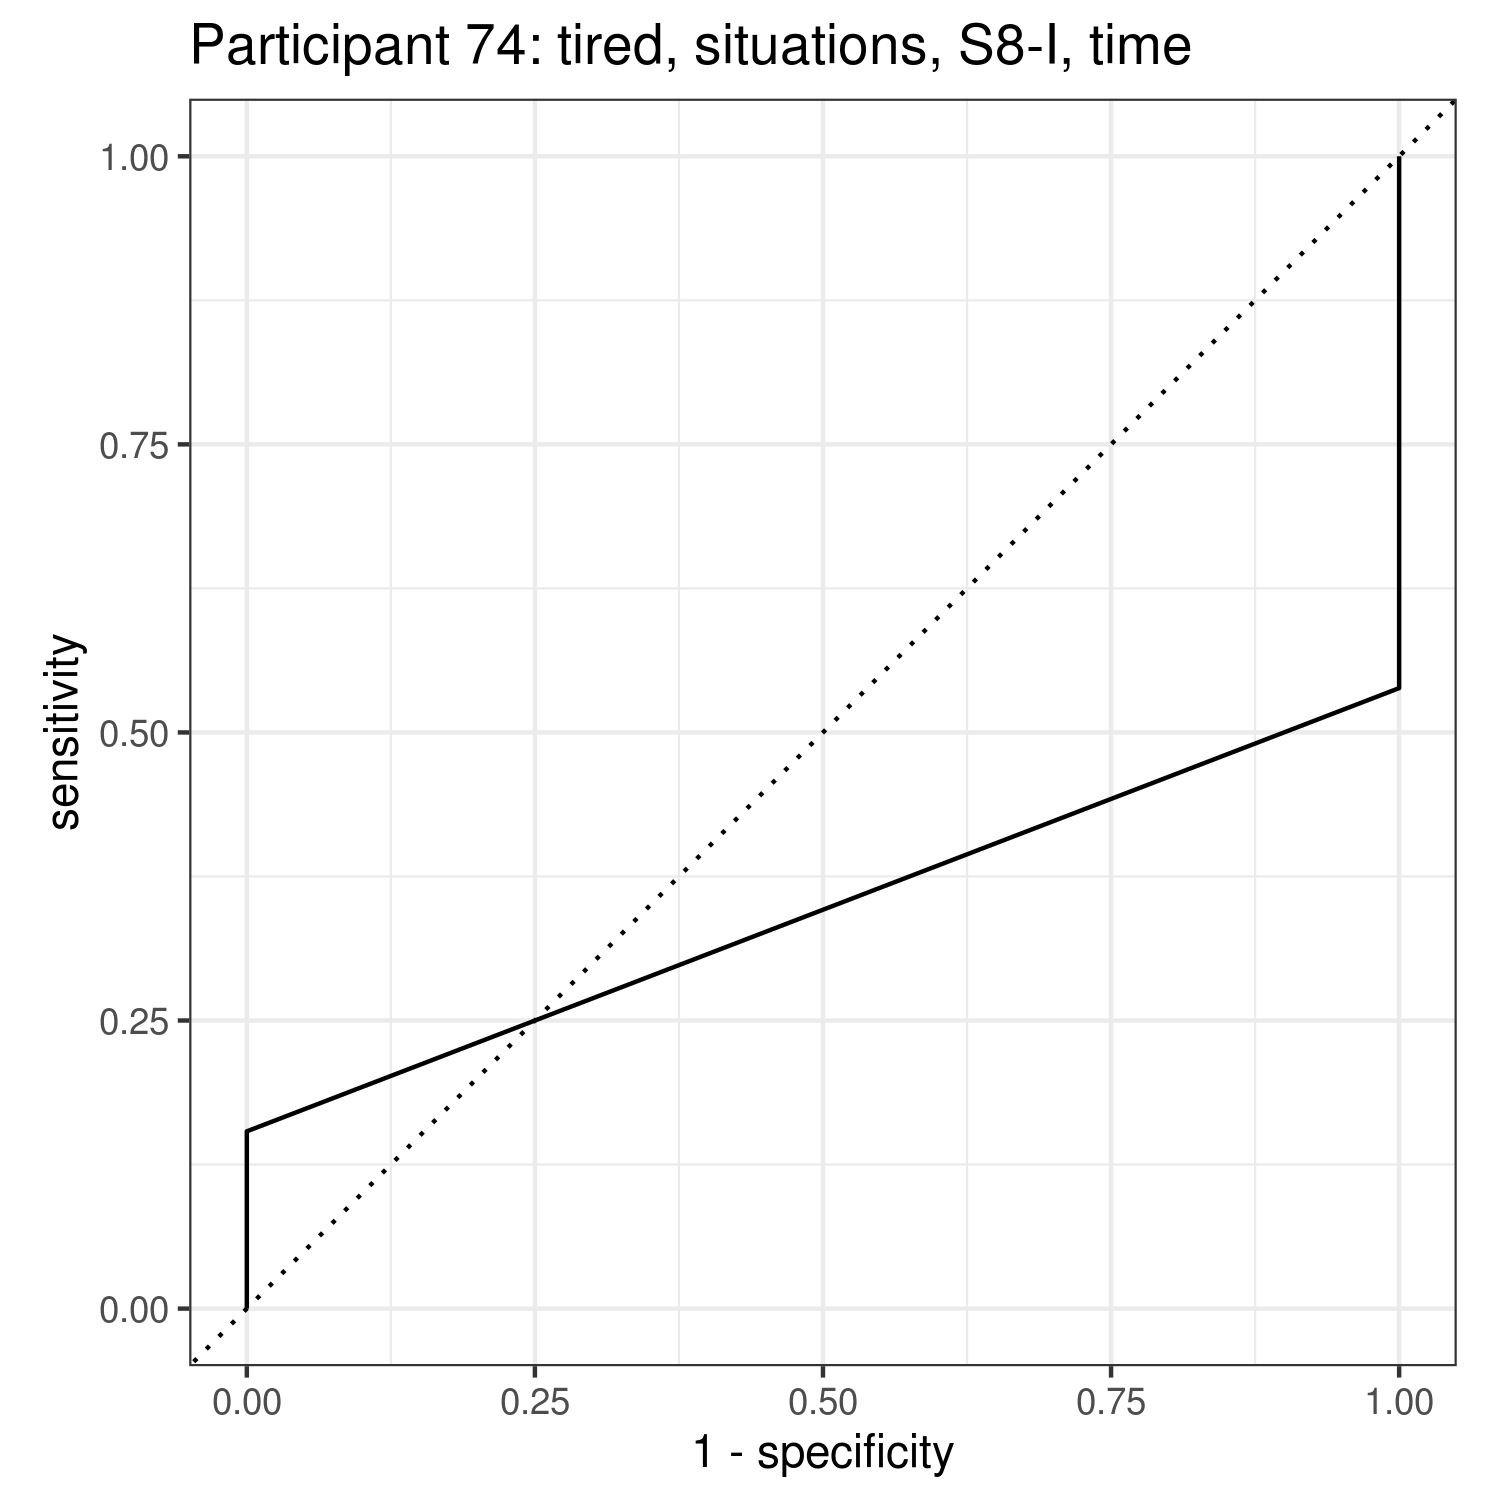 Participant 74: tired, situations, S8-I, time
1.00
0.75
0.50
0.25
0.00
sensitivity
0.00 0.25 0.50 0.75 1.00
1 - specificity